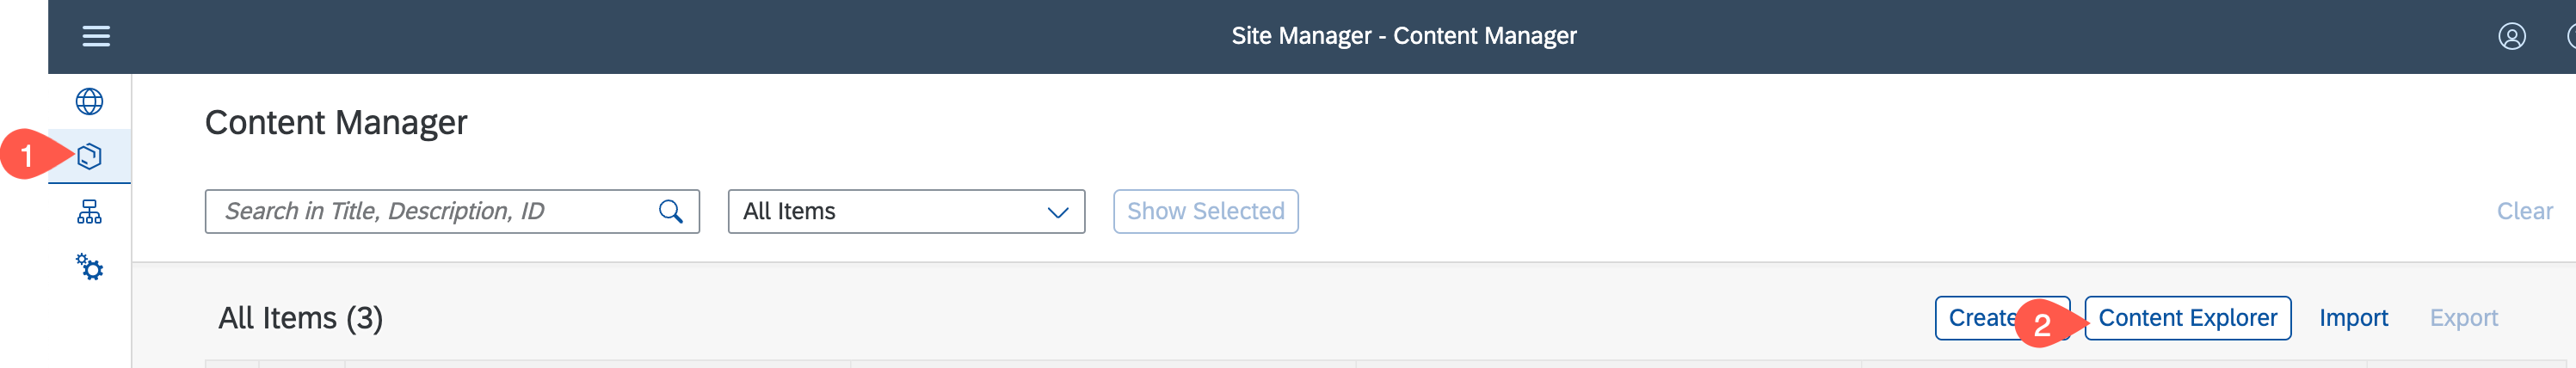 Site Manager - Content Manager
Content Manager
1
Search in Title, Description, ID
All Items
Show Selected
Clear
All Items (3)
Create
2
Content Explorer
Import
Export